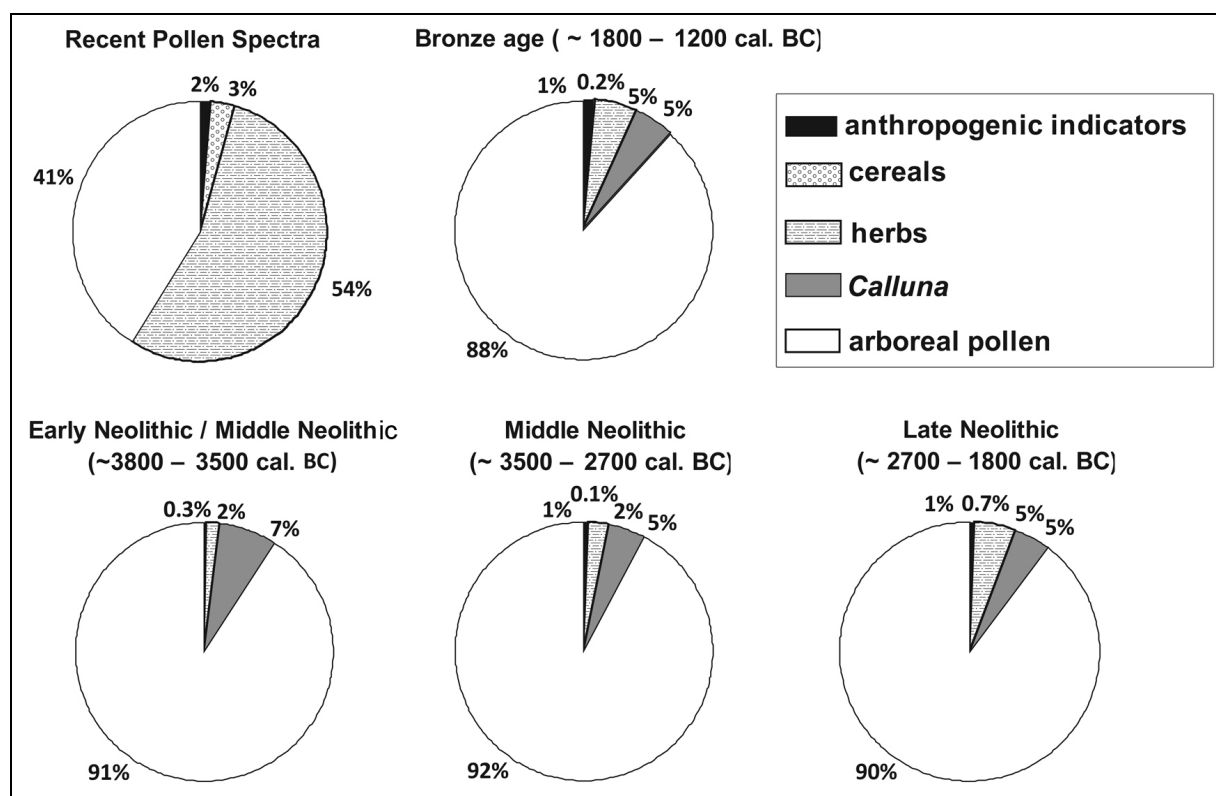 Recent Pollen Spectra
2% 3%
41%
54%
Bronze age ( ~ 1800 – 1200 cal. BC)
1% 0.2% 5% 5%
88%
anthropogenic indicators
cereals
herbs
Calluna
arboreal pollen
Early Neolithic / Middle Neolithic
(~3800 – 3500 cal. BC)
0.3% 2% 7%
91%
Middle Neolithic
(~ 3500 – 2700 cal. BC)
1% 0.1% 2% 5%
92%
Late Neolithic
(~ 2700 – 1800 cal. BC)
1% 0.7% 5% 5%
90%